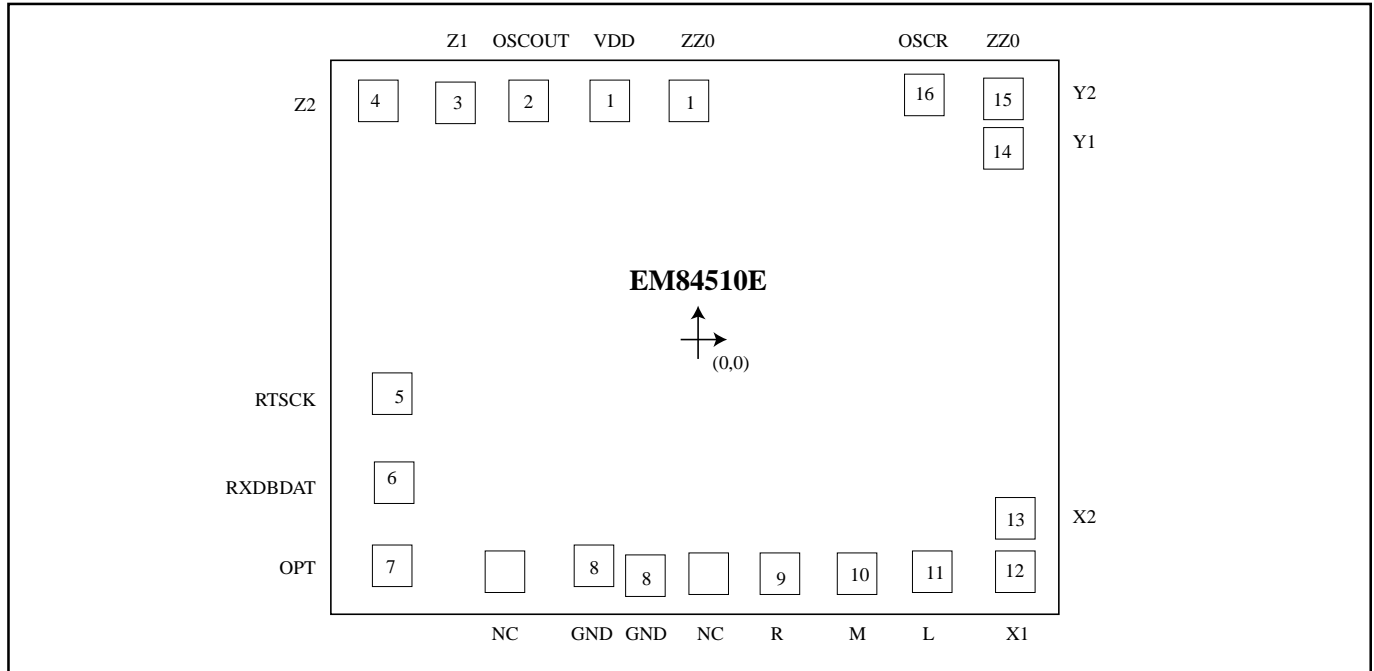 Z1 OSCOUT VDD ZZ0 OSCR ZZ0
Z2 4 3 2 1 1 16 15 Y2
14 Y1
EM84510E
(0,0)
RTSCK 5
RXDBDAT 6
13 X2
OPT 7 8 8 9 10 11 12
NC GND GND NC R M L X1